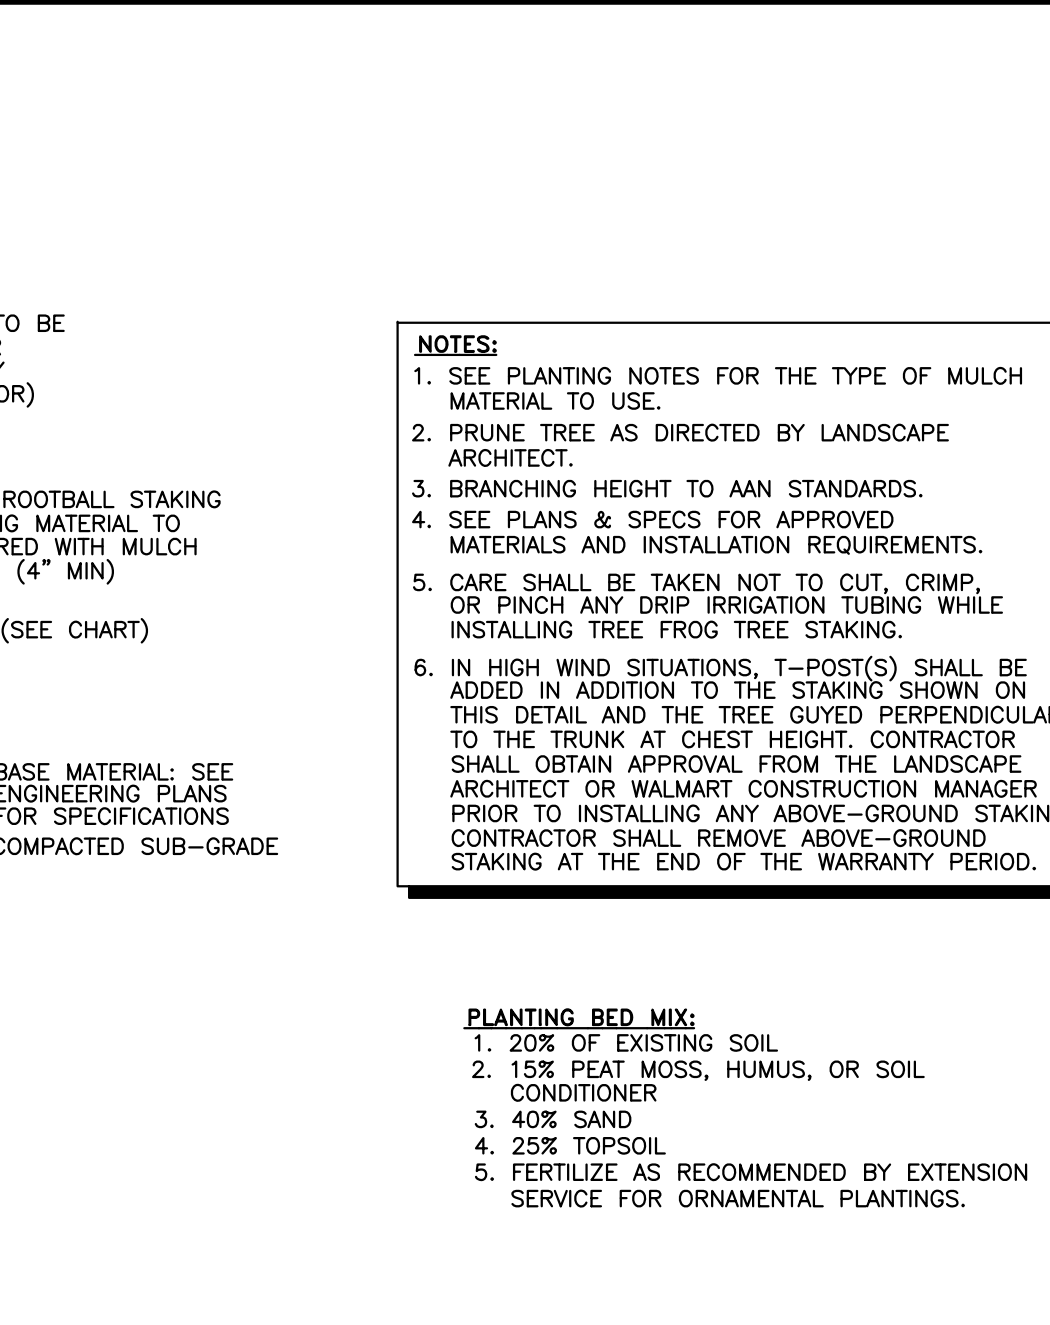 TO BE
OR)
ROOTBALL STAKING
MATERIAL TO
WITH MULCH
(4" MIN)
(SEE CHART)
BASE MATERIAL: SEE
ENGINEERING PLANS
FOR SPECIFICATIONS
COMPACTED SUB-GRADE
NOTES:
1. SEE PLANTING NOTES FOR THE TYPE OF MULCH
MATERIAL TO USE.
2. PRUNE TREE AS DIRECTED BY LANDSCAPE
ARCHITECT.
3. BRANCHING HEIGHT TO AAN STANDARDS.
4. SEE PLANS & SPECS FOR APPROVED
MATERIALS AND INSTALLATION REQUIREMENTS.
5. CARE SHALL BE TAKEN NOT TO CUT, CRIMP,
OR PINCH ANY DRIP IRRIGATION TUBING WHILE
INSTALLING TREE FROG TREE STAKING.
6. IN HIGH WIND SITUATIONS, T-POST(S) SHALL BE
ADDED IN ADDITION TO THE STAKING SHOWN ON
THIS DETAIL AND THE TREE GUYED PERPENDICULA
TO THE TRUNK AT CHEST HEIGHT. CONTRACTOR
SHALL OBTAIN APPROVAL FROM THE LANDSCAPE
ARCHITECT OR WALMART CONSTRUCTION MANAGER
PRIOR TO INSTALLING ANY ABOVE-GROUND STAKIN
CONTRACTOR SHALL REMOVE ABOVE-GROUND
STAKING AT THE END OF THE WARRANTY PERIOD.
PLANTING BED MIX:
1. 20% OF EXISTING SOIL
2. 15% PEAT MOSS, HUMUS, OR SOIL
CONDITIONER
3. 40% SAND
4. 25% TOPSOIL
5. FERTILIZE AS RECOMMENDED BY EXTENSION
SERVICE FOR ORNAMENTAL PLANTINGS.